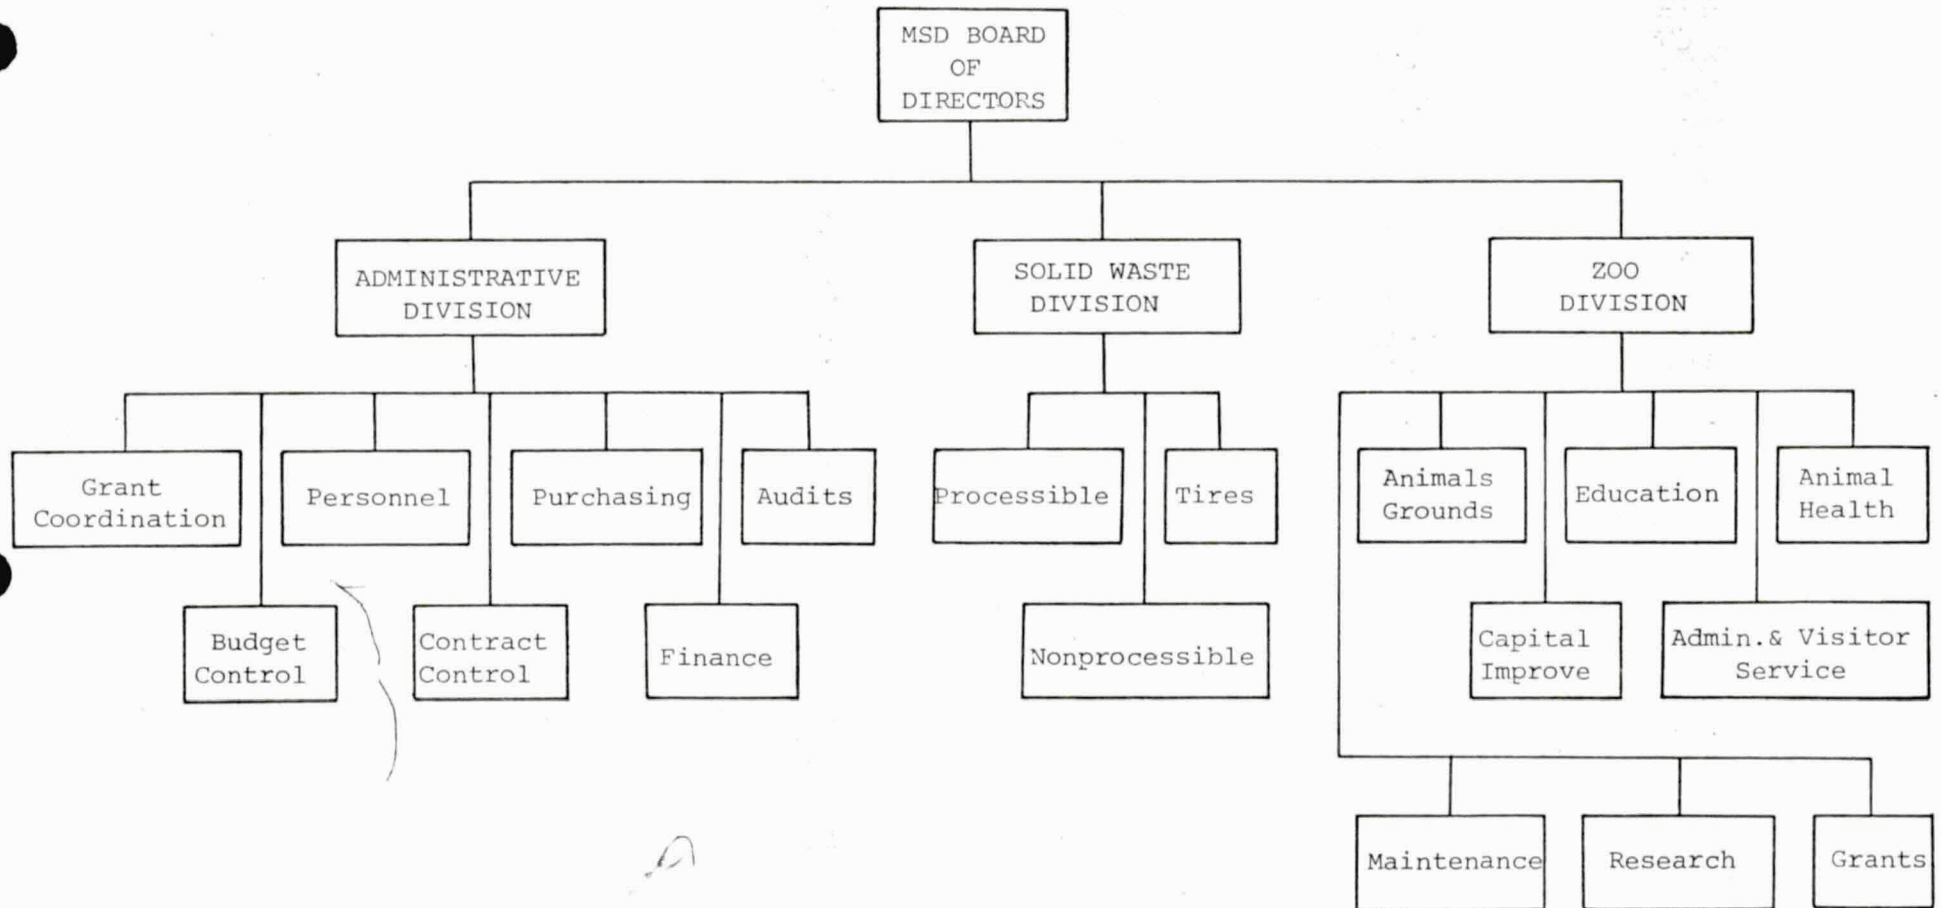 MSD BOARD
OF
DIRECTORS
ADMINISTRATIVE
DIVISION
SOLID WASTE
DIVISION
ZOO
DIVISION
Grant
Coordination
Personnel
Purchasing
Audits
Processible
Tires
Animals
Grounds
Education
Animal
Health
Budget
Control
Contract
Control
Finance
Nonprocessible
Capital
Improve
Admin.& Visitor
Service
Maintenance
Research
Grants